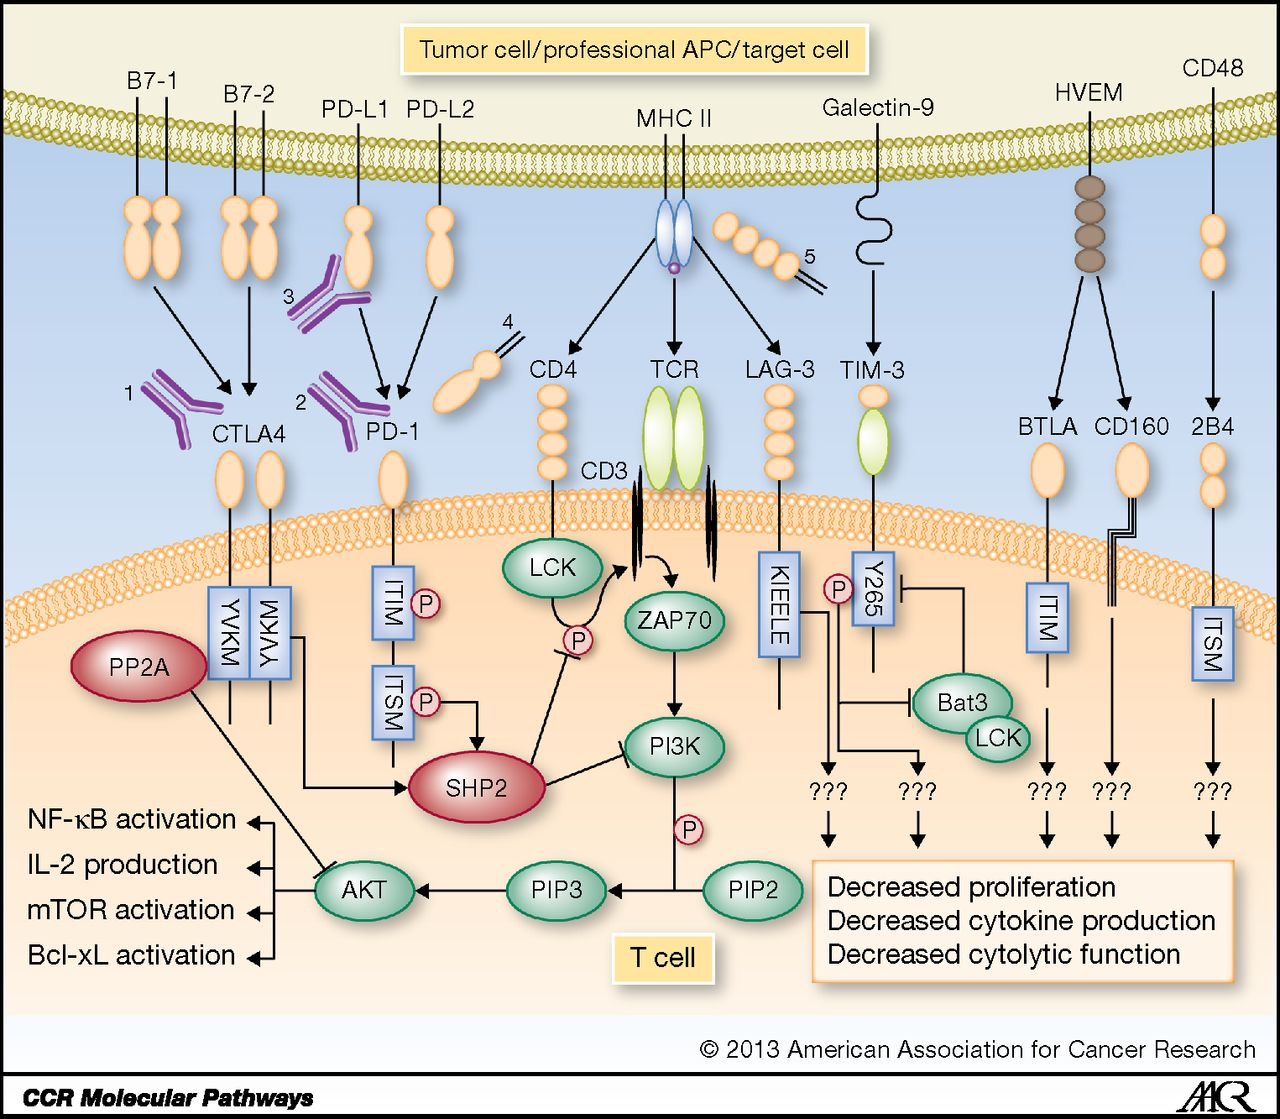 Tumor cell/professional APC/target cell
B7-1
B7-2
PD-L1
PD-L2
MHC II
Galectin-9
HVEM
CD48
1
2
3
4
5
CTLA4
PD-1
CD4
TCR
LAG-3
TIM-3
BTLA
CD160
2B4
CD3
YVKM
YVKM
ITIM
P
ITSM
P
PP2A
SHP2
LCK
P
ZAP70
PI3K
P
KIEELE
P
Y265
Bat3
LCK
ITIM
ITSM
???
???
???
???
???
NF-κB activation
IL-2 production
mTOR activation
Bcl-xL activation
AKT
PIP3
PIP2
T cell
Decreased proliferation
Decreased cytokine production
Decreased cytolytic function
© 2013 American Association for Cancer Research
CCR Molecular Pathways
AACR